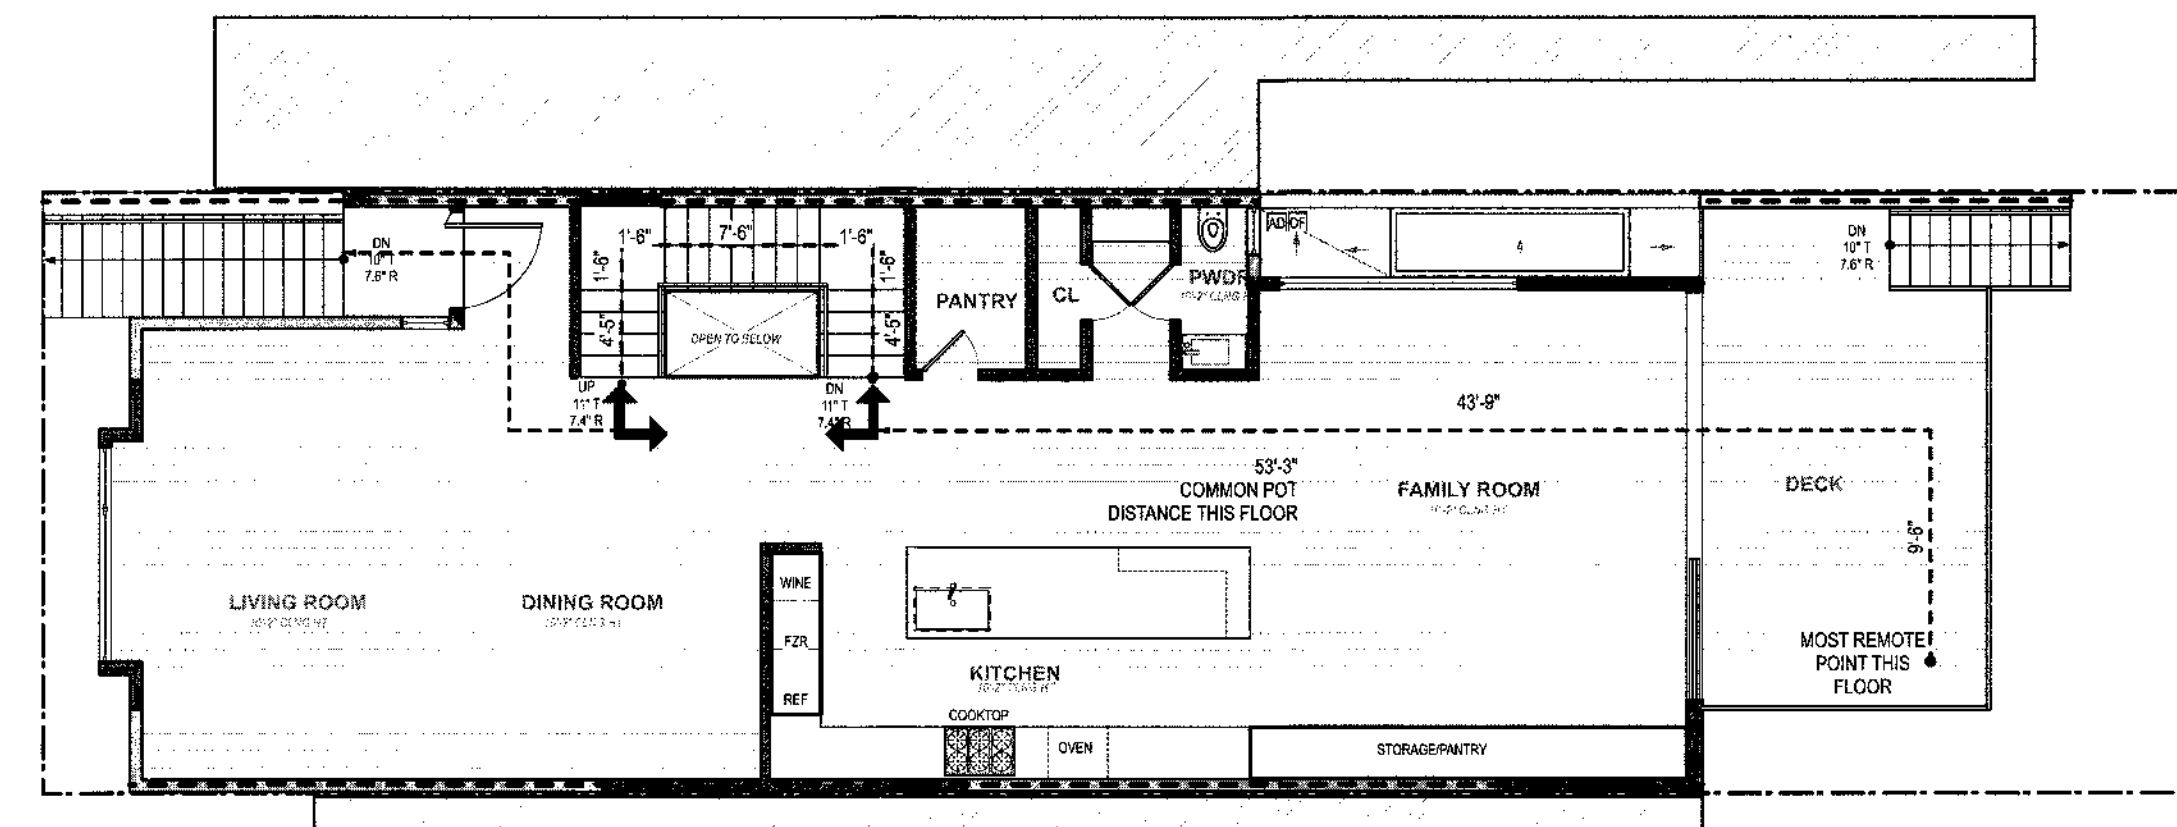 DN
10" T
7.6" R
1'-6"
7'-6"
1'-6"
1'-6"
1'-6"
4'-5"
4'-5"
OPEN TO BELOW
UP
11" T
7.4" R
DN
11" T
7.4" R
PANTRY
CL
PWDR
AD
OF
DN
10" T
7.6" R
43'-9"
53'-3"
COMMON POT
DISTANCE THIS FLOOR
FAMILY ROOM
DECK
9'-6"
MOST REMOTE
POINT THIS
FLOOR
LIVING ROOM
DINING ROOM
WINE
FZR
REF
KITCHEN
COOKTOP
OVEN
STORAGE/PANTRY